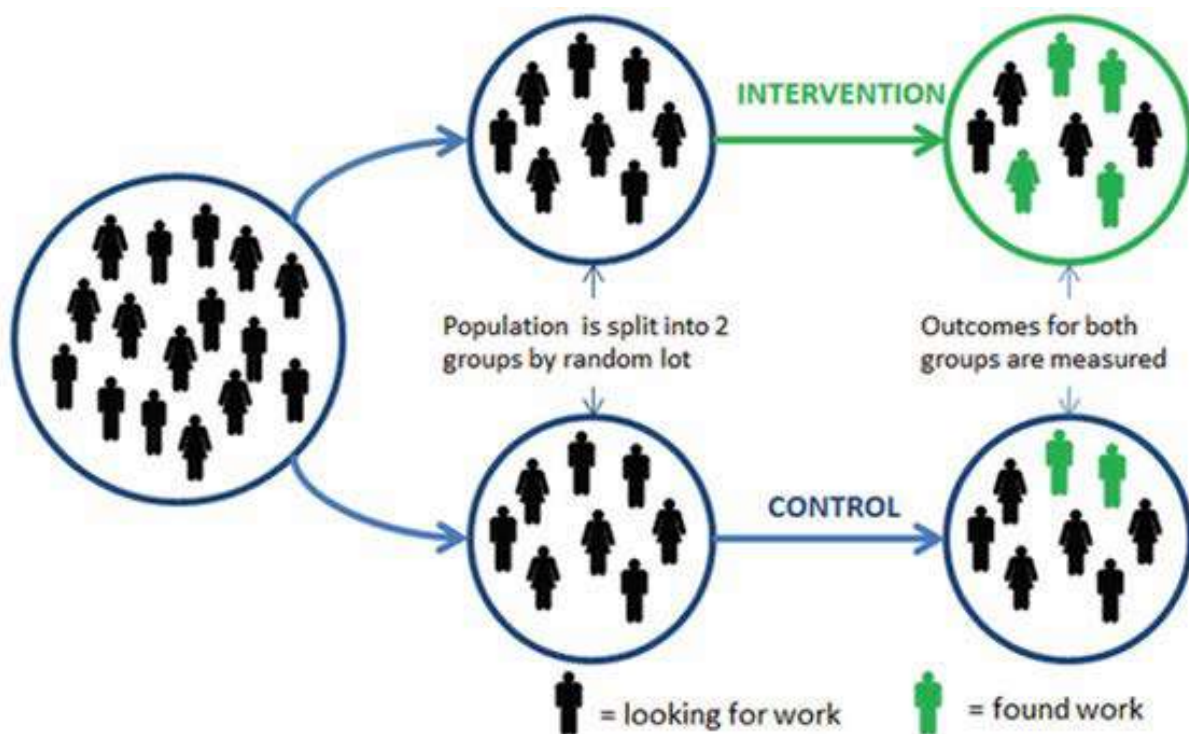 INTERVENTION
Population is split into 2
groups by random lot
Outcomes for both
groups are measured
CONTROL
= looking for work
= found work